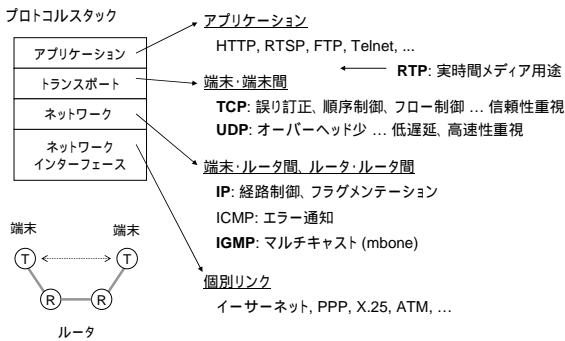 プロトコルスタック
アプリケーション
トランスポート
ネットワーク
ネットワーク
インターフェース
端末
端末
T
T
R
R
ルータ
アプリケーション
HTTP, RTSP, FTP, Telnet, ...
RTP: 実時間メディア用途
端末・端末間
TCP: 誤り訂正、順序制御、フロー制御 … 信頼性重視
UDP: オーバーヘッド少 … 低遅延、高速性重視
端末・ルータ間、ルータ・ルータ間
IP: 経路制御、フラグメンテーション
ICMP: エラー通知
IGMP: マルチキャスト (mbone)
個別リンク
イーサーネット, PPP, X.25, ATM, …